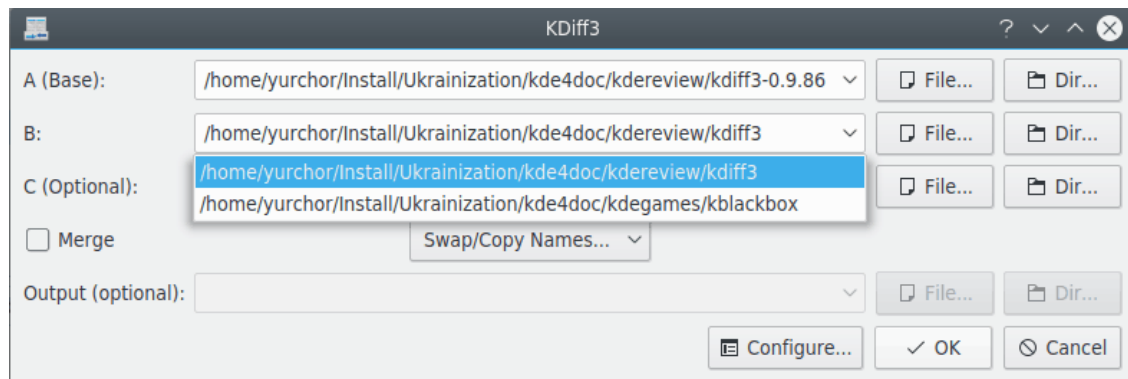 KDiff3
A (Base): /home/yurchor/Install/Ukrainization/kde4doc/kdereview/kdiff3-0.9.86 File... Dir...
B: /home/yurchor/Install/Ukrainization/kde4doc/kdereview/kdiff3 File... Dir...
/home/yurchor/Install/Ukrainization/kde4doc/kdereview/kdiff3
C (Optional): File... Dir...
/home/yurchor/Install/Ukrainization/kde4doc/kdegames/kblackbox
Merge Swap/Copy Names...
Output (optional): File... Dir...
Configure... OK Cancel